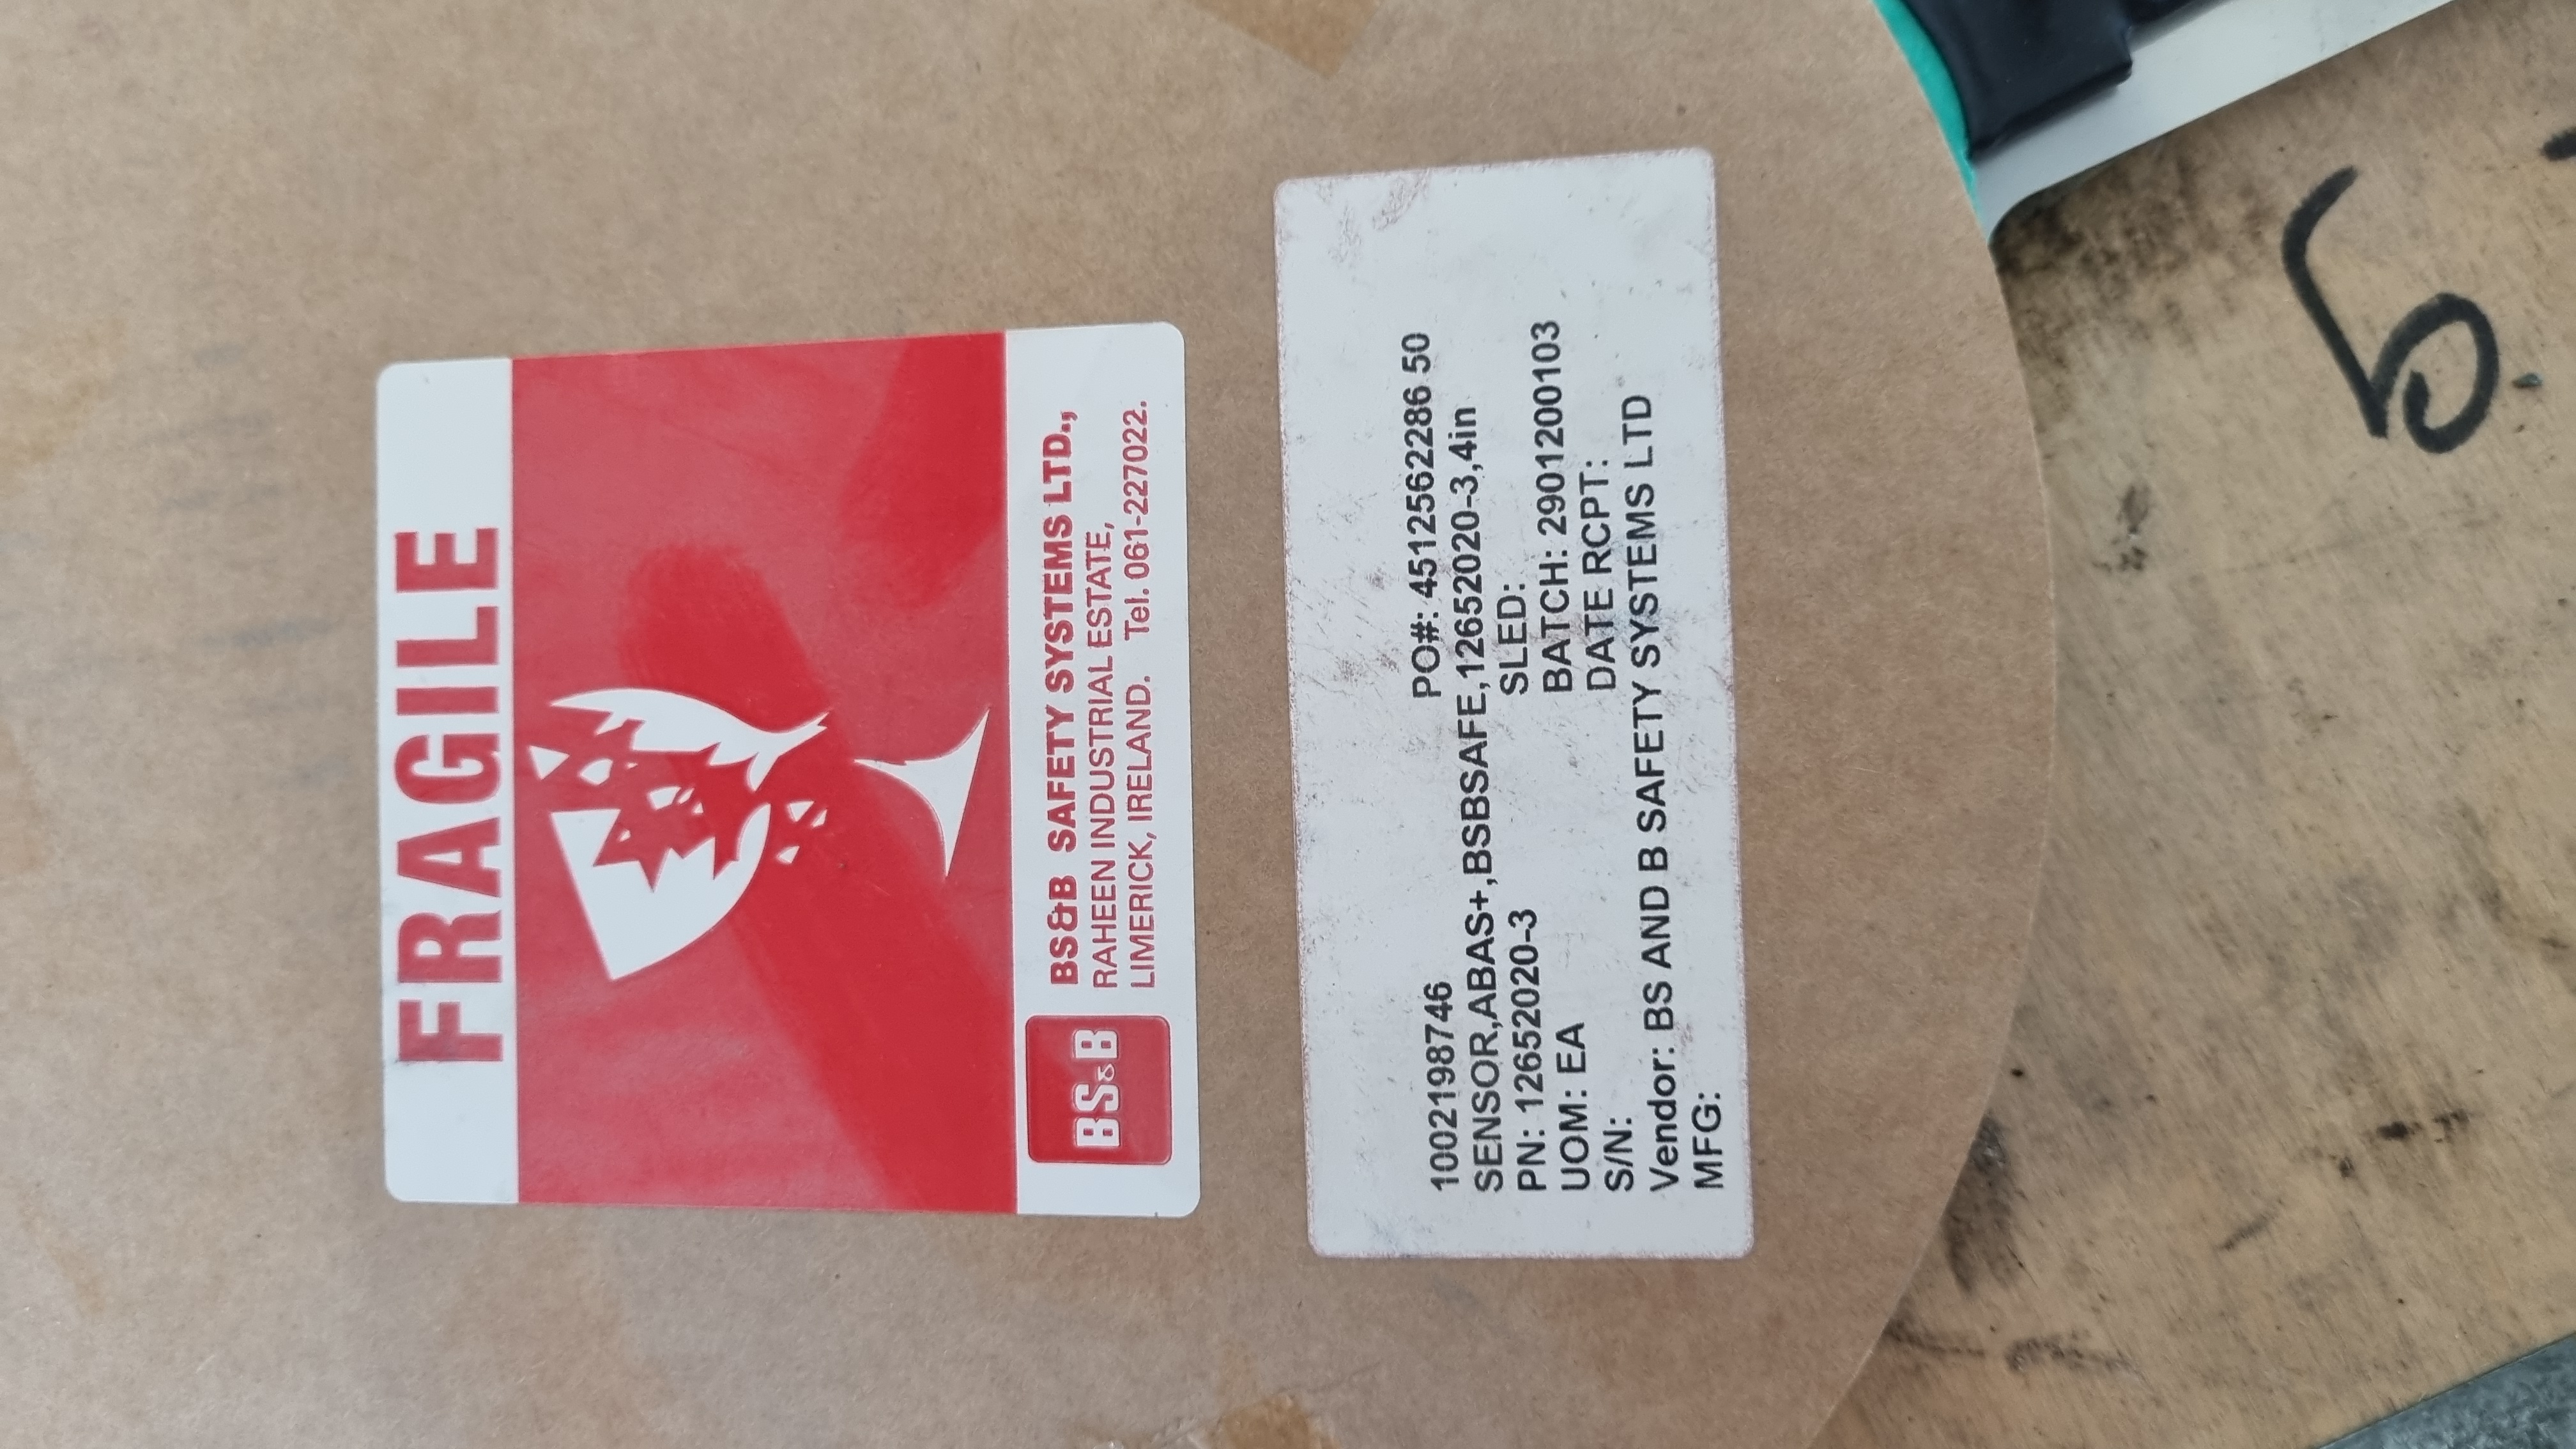 FRAGILE
BS&B
BS&B SAFETY SYSTEMS LTD.,
RAHEEN INDUSTRIAL ESTATE,
LIMERICK, IRELAND. Tel. 061-227022.
1002198746 PO#: 4512562286 50
SENSOR,ABAS+,BSBSAFE,12652020-3,4in
PN: 12652020-3 SLED:
UOM: EA BATCH: 2901200103
S/N: DATE RCPT:
Vendor: BS AND B SAFETY SYSTEMS LTD
MFG: